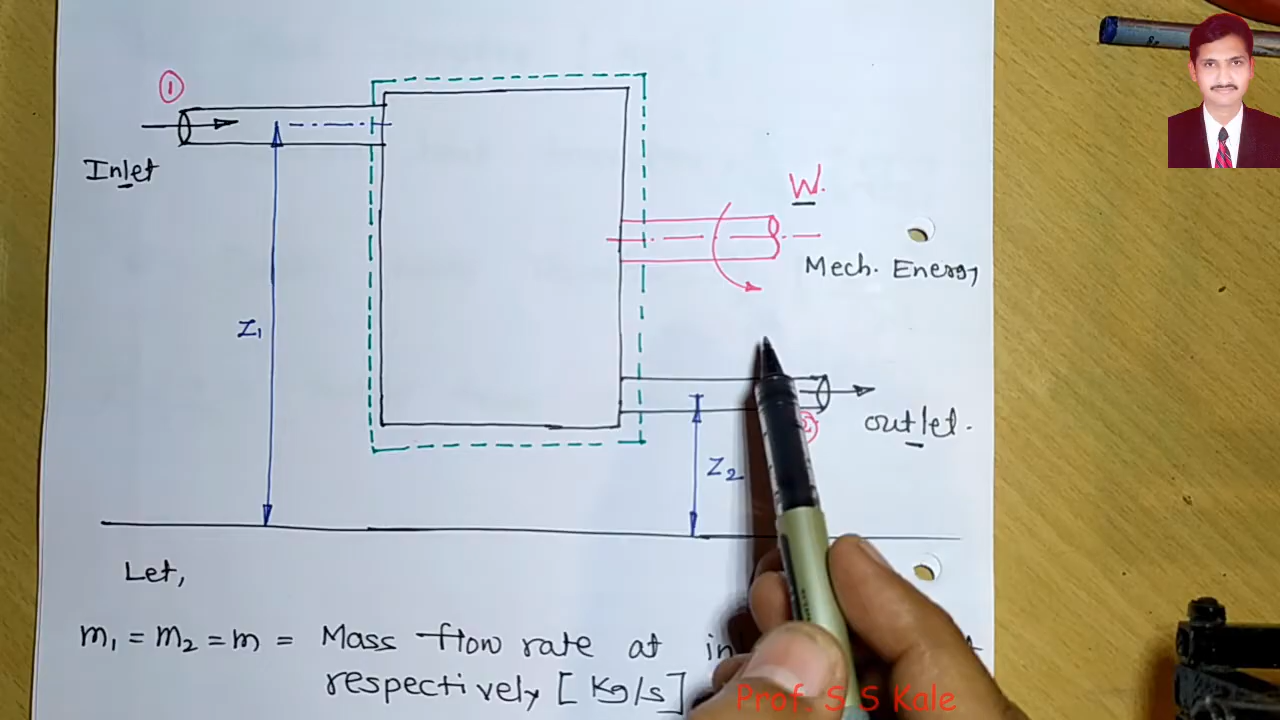 ①
Inlet
W.
Mech. Energy
Z₁
②
outlet.
Z₂
Let,
m₁ = m₂ = m = Mass flow rate at in
respectively [Kg/s]
Prof. S S Kale